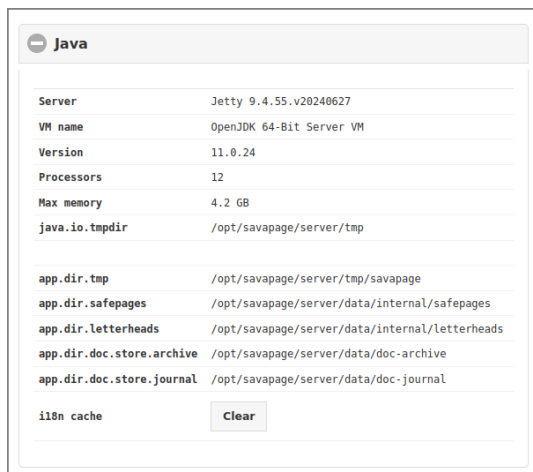 Java
Server Jetty 9.4.55.v20240627
VM name OpenJDK 64-Bit Server VM
Version 11.0.24
Processors 12
Max memory 4.2 GB
java.io.tmpdir /opt/savapage/server/tmp
app.dir.tmp /opt/savapage/server/tmp/savapage
app.dir.safepages /opt/savapage/server/data/internal/safepages
app.dir.letterheads /opt/savapage/server/data/internal/letterheads
app.dir.doc.store.archive /opt/savapage/server/data/doc-archive
app.dir.doc.store.journal /opt/savapage/server/data/doc-journal
i18n cache Clear